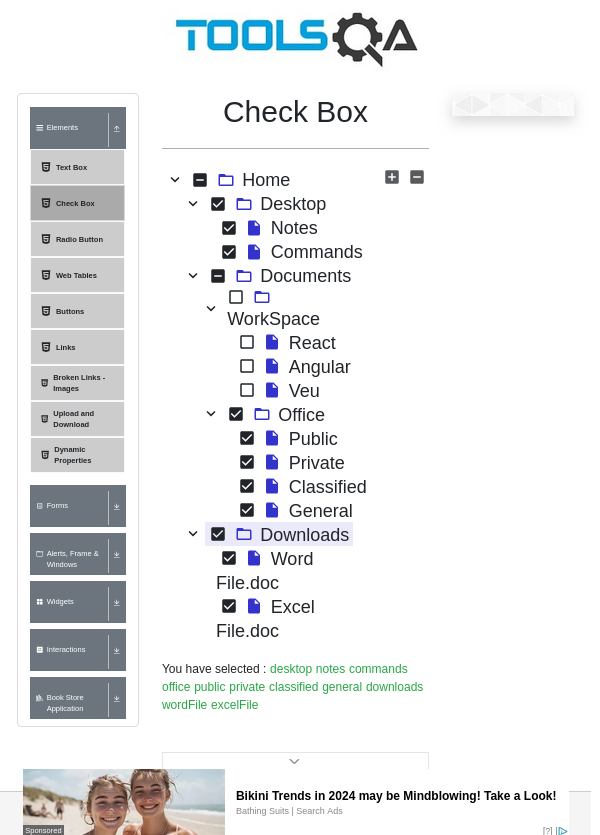 TOOLSQA
Elements
Text Box
Check Box
Radio Button
Web Tables
Buttons
Links
Broken Links -
Images
Upload and
Download
Dynamic
Properties
Forms
Alerts, Frame &
Windows
Widgets
Interactions
Book Store
Application
Check Box
Home
Desktop
Notes
Commands
Documents
WorkSpace
React
Angular
Veu
Office
Public
Private
Classified
General
Downloads
Word
File.doc
Excel
File.doc
You have selected : desktop notes commands
office public private classified general downloads
wordFile excelFile
Sponsored
Bikini Trends in 2024 may be Mindblowing! Take a Look!
Bathing Suits | Search Ads
[?]